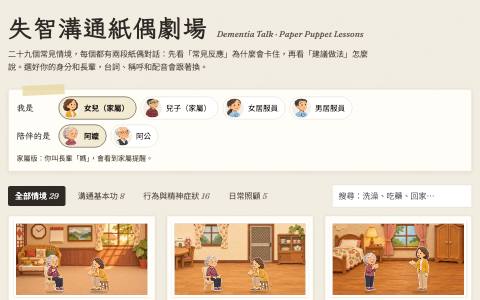 失智溝通紙偶劇場 Dementia Talk · Paper Puppet Lessons
二十九個常見情境，每個都有兩段紙偶對話：先看「常見反應」為什麼會卡住，再看「建議做法」怎麼
說。選好你的身分和長輩，台詞、稱呼和配音會跟著換。
我是 女兒（家屬） 兒子（家屬） 女居服員 男居服員
陪伴的是 阿嬤 阿公
家屬版：你叫長輩「媽」，會看到家屬提醒。
全部情境 29 溝通基本功 8 行為與精神症狀 16 日常照顧 5 搜尋：洗澡、吃藥、回家…